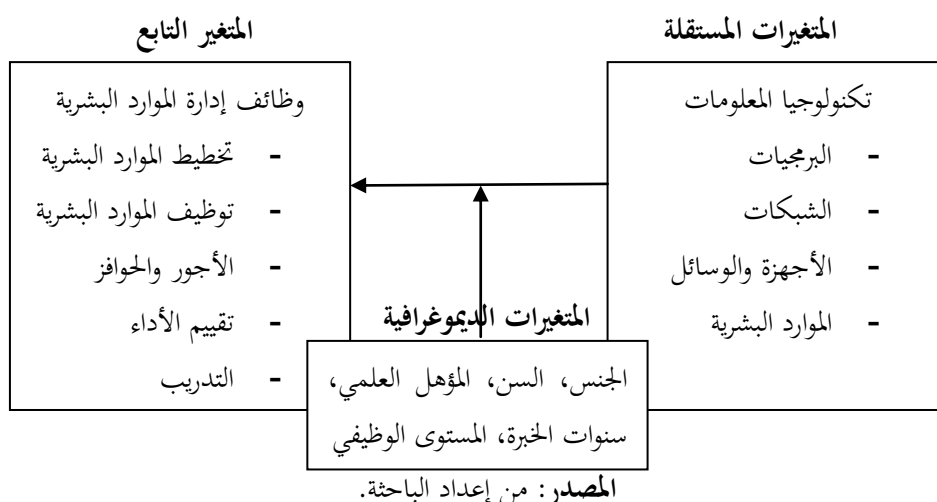 المتغيرات المستقلة
تكنولوجيا المعلومات
- البرمجيات
- الشبكات
- الأجهزة والوسائل
- الموارد البشرية
المتغير التابع
وظائف إدارة الموارد البشرية
- تخطيط الموارد البشرية
- توظيف الموارد البشرية
- الأجور والحوافز
- تقييم الأداء
- التدريب
المتغيرات الديموغرافية
الجنس، السن، المؤهل العلمي،
سنوات الخبرة، المستوى الوظيفي
المصدر: من إعداد الباحثة.